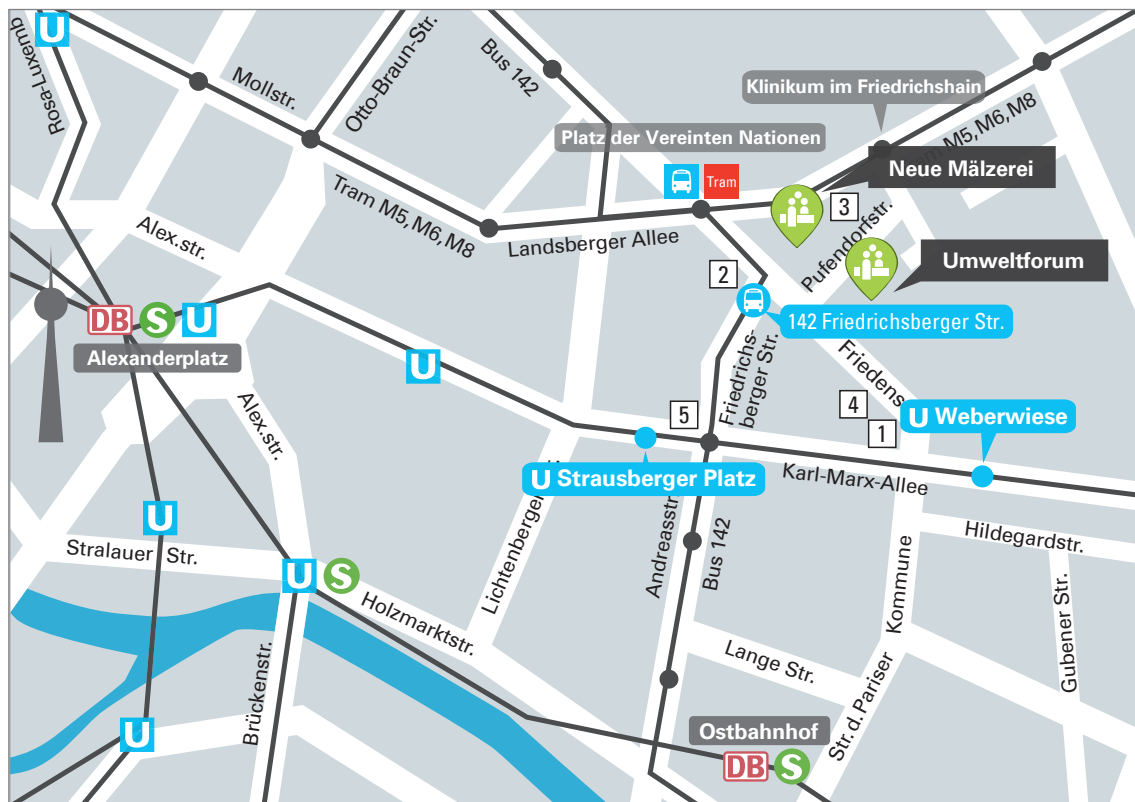 U
Rosa-Luxemb
Mollstr.
Otto-Braun-Str.
Bus 142
Klinikum im Friedrichshain
Platz der Vereinten Nationen
Tram M5, M6, M8
Tram
Neue Mälzerei
3
Tram M5, M6, M8
Landsberger Allee
Pufendorfstr.
Alex.str.
Umweltforum
2
142 Friedrichsberger Str.
DB S U
Alexanderplatz
U
Friedrichs-
berger Str.
Friedens
4
1
5
U Weberwiese
Alex.str.
U Strausberger Platz
Karl-Marx-Allee
U
Stralauer Str.
Lichtenberger
Andreasstr.
Bus 142
Hildegardstr.
U S
Holzmarktstr.
Str. d. Pariser Kommune
Gubener Str.
Lange Str.
Brückenstr.
U
Ostbahnhof
DB S